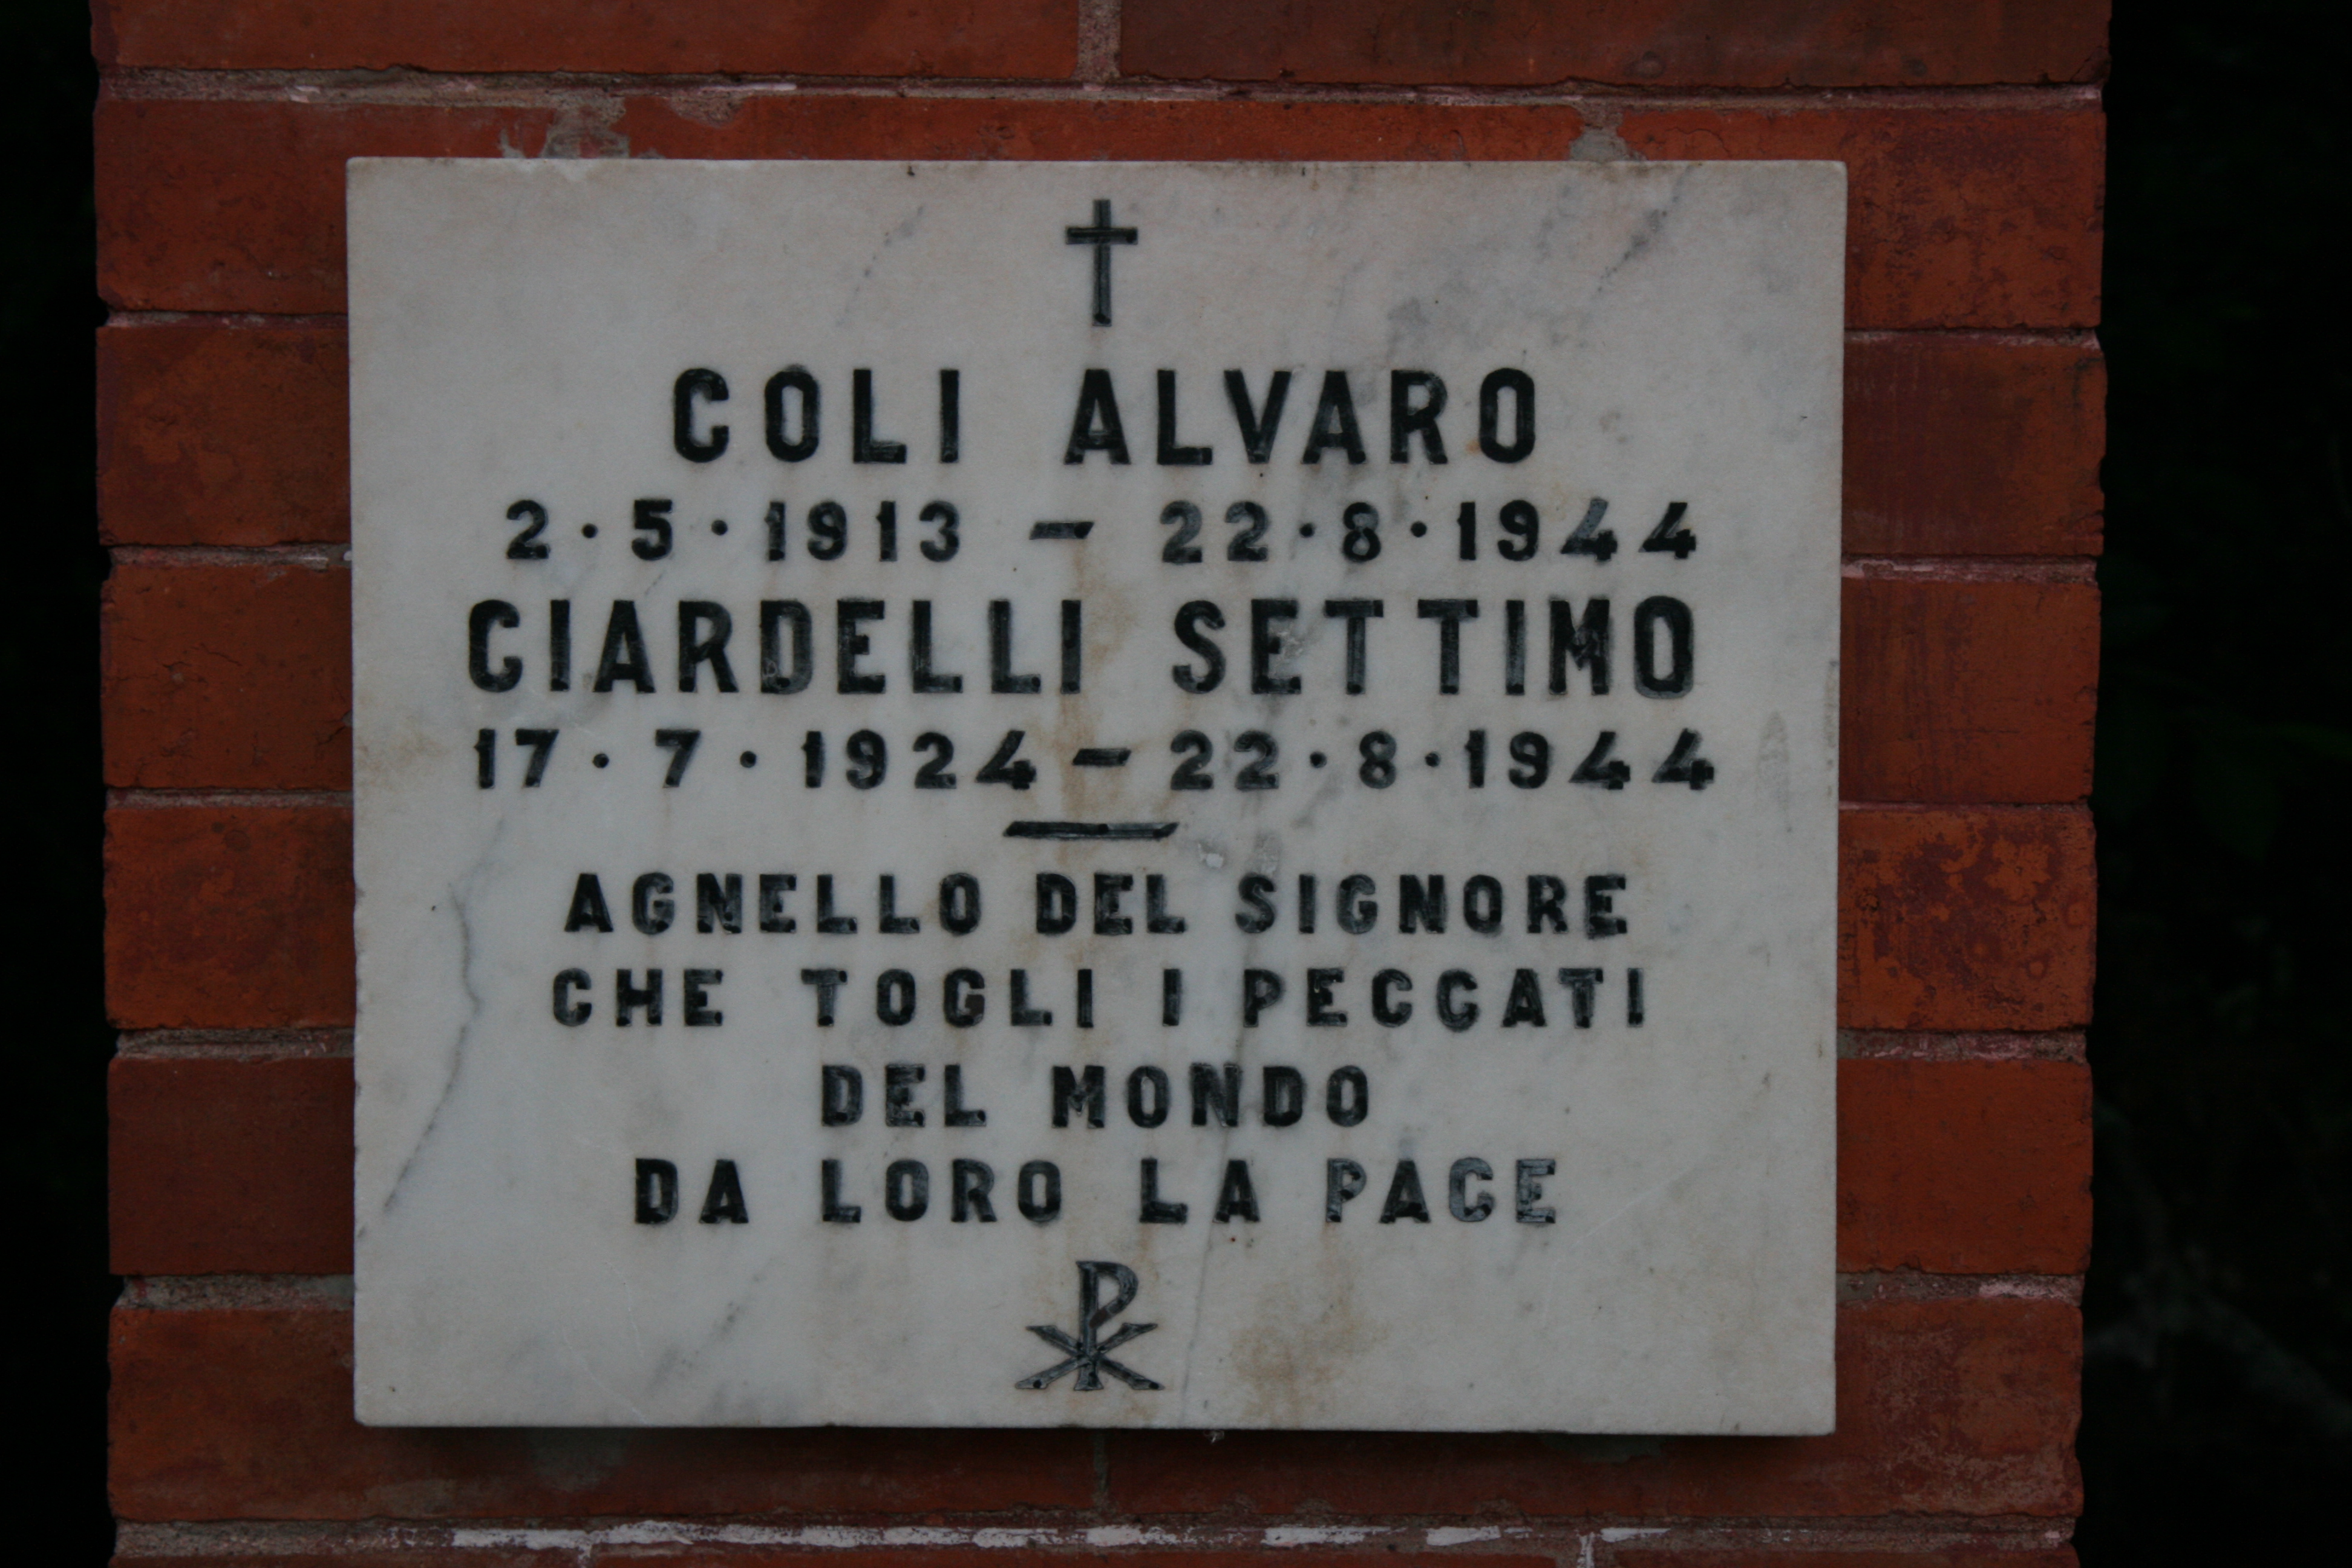 COLI ALVARO
2·5·1913 – 22·8·1944
CIARDELLI SETTIMO
17·7·1924 – 22·8·1944
AGNELLO DEL SIGNORE
CHE TOGLI I PECCATI
DEL MONDO
DA LORO LA PACE